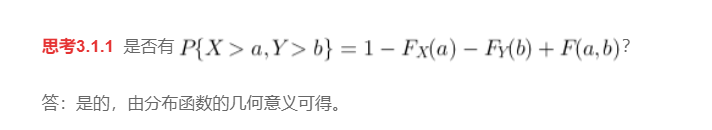 思考3.1.1 是否有 P{X > a, Y > b} = 1 − F_X(a) − F_Y(b) + F(a, b)?
答：是的，由分布函数的几何意义可得。